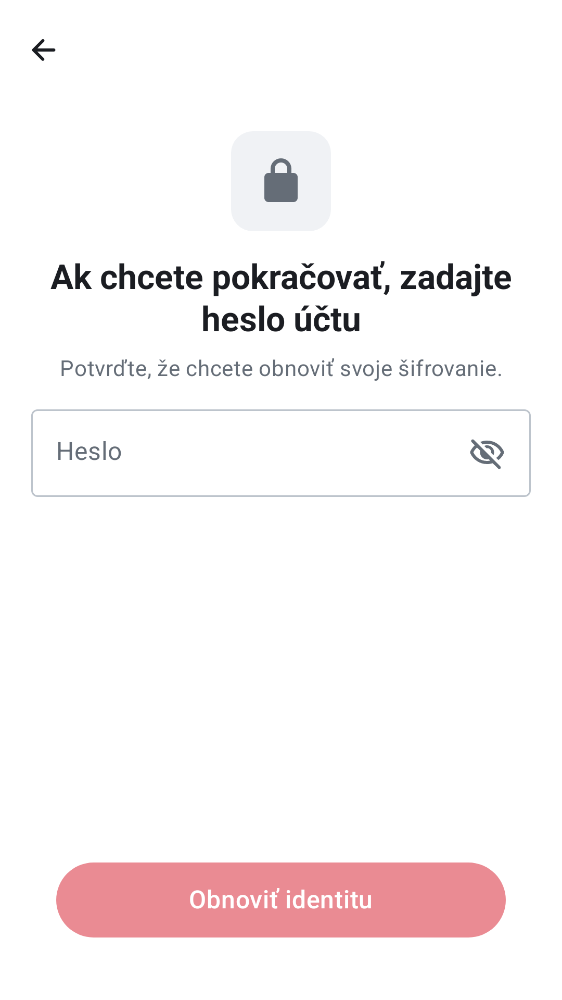 Ak chcete pokračovať, zadajte
heslo účtu
Potvrďte, že chcete obnoviť svoje šifrovanie.
Heslo
Obnoviť identitu